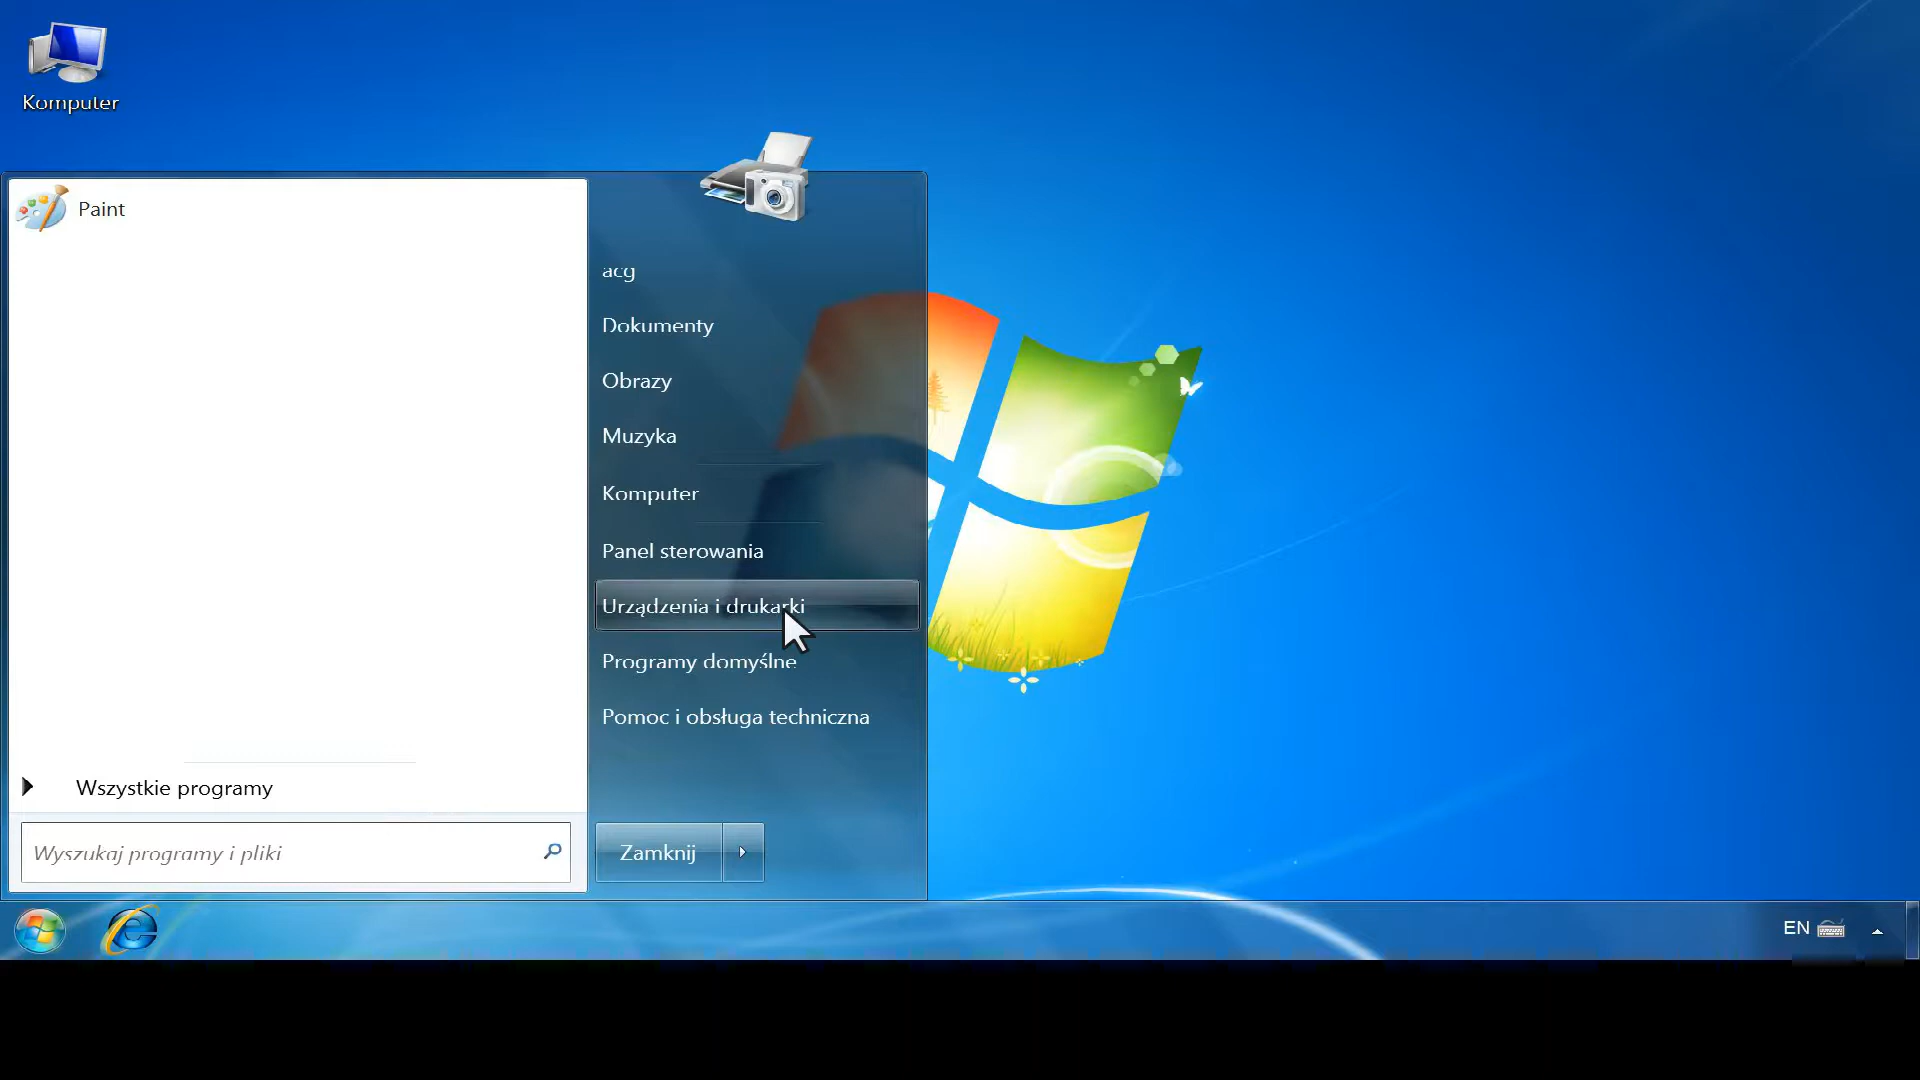 Komputer
Paint
acg
Dokumenty
Obrazy
Muzyka
Komputer
Panel sterowania
Urządzenia i drukarki
Programy domyślne
Pomoc i obsługa techniczna
Wszystkie programy
Wyszukaj programy i pliki
Zamknij
EN